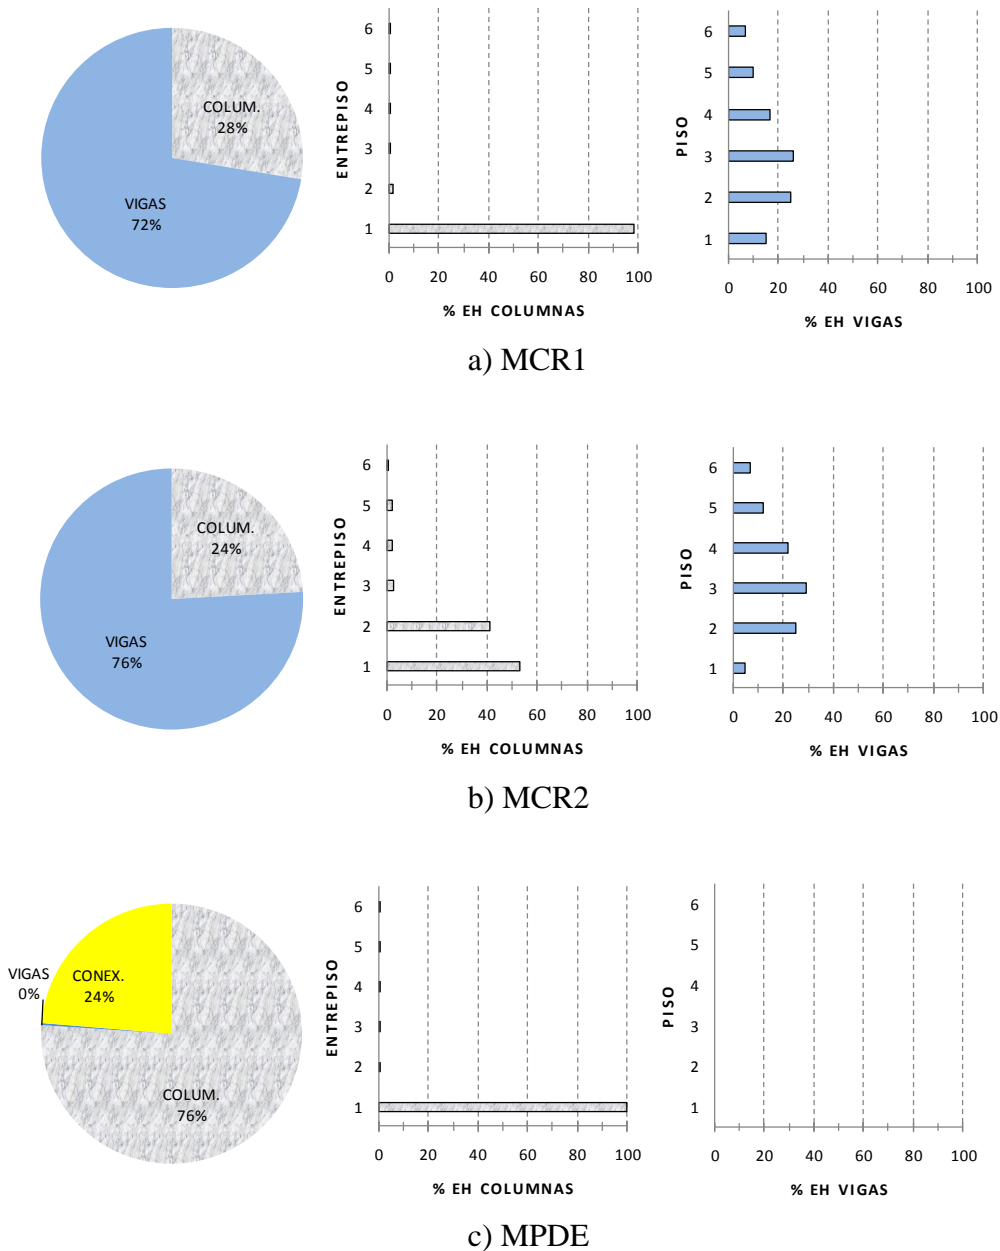 COLUM.
28%
VIGAS
72%
ENTREPISO
6
5
4
3
2
1
0 20 40 60 80 100
% EH COLUMNAS
PISO
6
5
4
3
2
1
0 20 40 60 80 100
% EH VIGAS
a) MCR1
COLUM.
24%
VIGAS
76%
ENTREPISO
6
5
4
3
2
1
0 20 40 60 80 100
% EH COLUMNAS
PISO
6
5
4
3
2
1
0 20 40 60 80 100
% EH VIGAS
b) MCR2
VIGAS
0%
CONEX.
24%
COLUM.
76%
ENTREPISO
6
5
4
3
2
1
0 20 40 60 80 100
% EH COLUMNAS
PISO
6
5
4
3
2
1
0 20 40 60 80 100
% EH VIGAS
c) MPDE